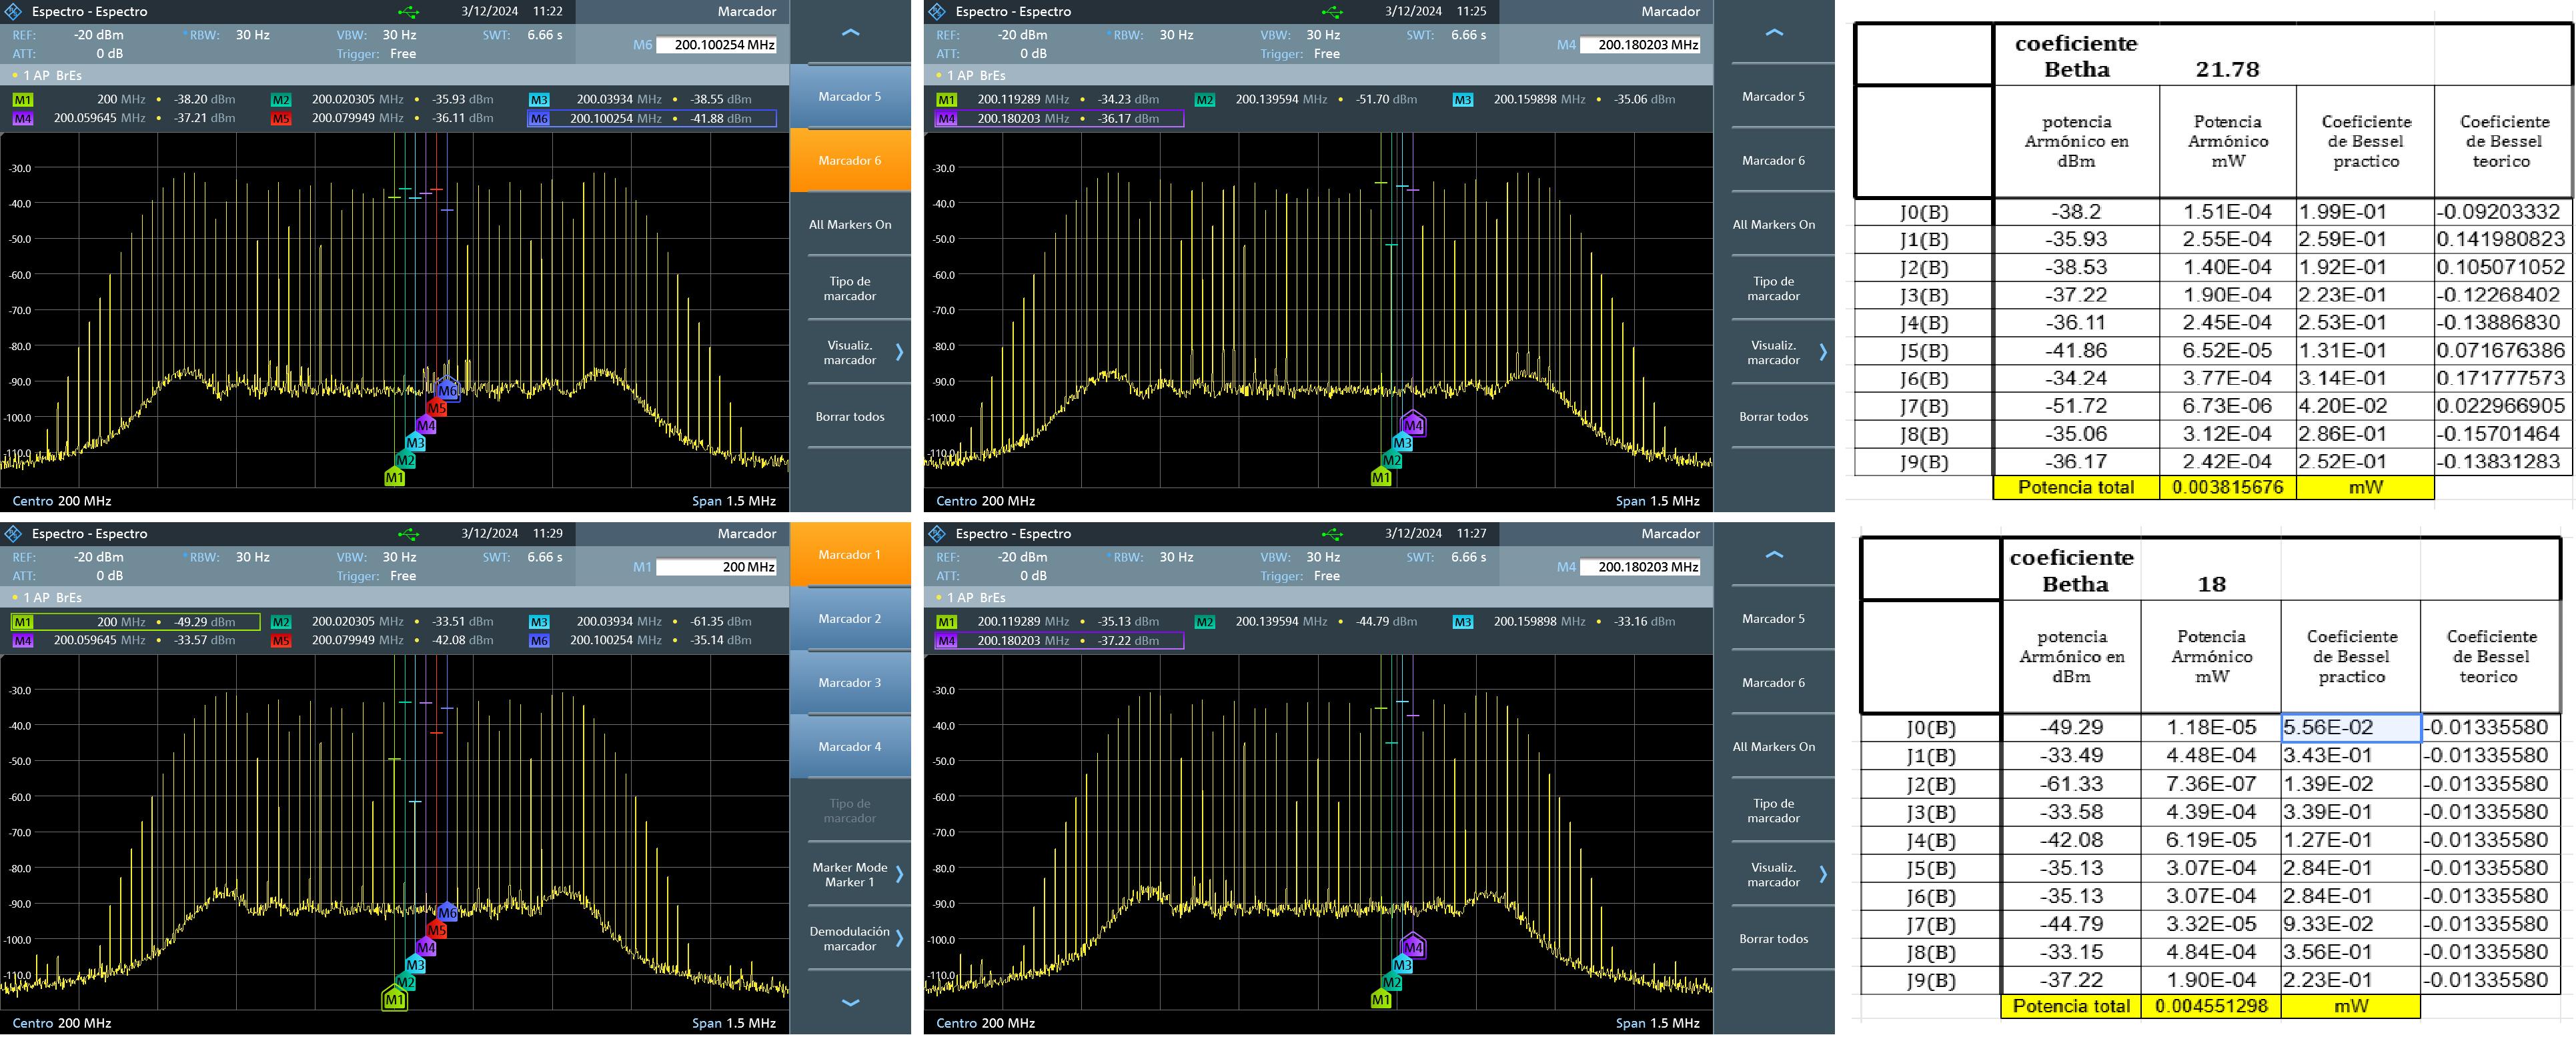 Espectro - Espectro 3/12/2024 11:22 Marcador
REF: -20 dBm RBW: 30 Hz VBW: 30 Hz SWT: 6.66 s M6 200.100254 MHz
ATT: 0 dB Trigger: Free
1 AP BrEs
M1 200 MHz • -38.20 dBm M2 200.020305 MHz • -35.93 dBm M3 200.03934 MHz • -38.55 dBm
M4 200.059645 MHz • -37.21 dBm M5 200.079949 MHz • -36.11 dBm M6 200.100254 MHz • -41.88 dBm
-30.0
-40.0
-50.0
-60.0
-70.0
-80.0
-90.0
-100.0
-110.0
M6
M5
M4
M3
M2
M1
Centro 200 MHz Span 1.5 MHz
Marcador 5
Marcador 6
All Markers On
Tipo de
marcador
Visualiz.
marcador
Borrar todos
Espectro - Espectro 3/12/2024 11:25 Marcador
REF: -20 dBm RBW: 30 Hz VBW: 30 Hz SWT: 6.66 s M4 200.180203 MHz
ATT: 0 dB Trigger: Free
1 AP BrEs
M1 200.119289 MHz • -34.23 dBm M2 200.139594 MHz • -51.70 dBm M3 200.159898 MHz • -35.06 dBm
M4 200.180203 MHz • -36.17 dBm
-30.0
-40.0
-50.0
-60.0
-70.0
-80.0
-90.0
-100.0
-110.0
M4
M3
M2
M1
Centro 200 MHz Span 1.5 MHz
Marcador 5
Marcador 6
All Markers On
Tipo de
marcador
Visualiz.
marcador
Borrar todos
coeficiente
Betha 21.78
potencia Potencia Coeficiente Coeficiente
Armónico en Armónico de Bessel de Bessel
dBm mW practico teorico
J0(B) -38.2 1.51E-04 1.99E-01 -0.09203332
J1(B) -35.93 2.55E-04 2.59E-01 0.141980823
J2(B) -38.53 1.40E-04 1.92E-01 0.105071052
J3(B) -37.22 1.90E-04 2.23E-01 -0.12268402
J4(B) -36.11 2.45E-04 2.53E-01 -0.13886830
J5(B) -41.86 6.52E-05 1.31E-01 0.071676386
J6(B) -34.24 3.77E-04 3.14E-01 0.171777573
J7(B) -51.72 6.73E-06 4.20E-02 0.022966905
J8(B) -35.06 3.12E-04 2.86E-01 -0.15701464
J9(B) -36.17 2.42E-04 2.52E-01 -0.13831283
Potencia total 0.003815676 mW
Espectro - Espectro 3/12/2024 11:29 Marcador
REF: -20 dBm RBW: 30 Hz VBW: 30 Hz SWT: 6.66 s M1 200 MHz
ATT: 0 dB Trigger: Free
1 AP BrEs
M1 200 MHz • -49.29 dBm M2 200.020305 MHz • -33.51 dBm M3 200.03934 MHz • -61.35 dBm
M4 200.059645 MHz • -33.57 dBm M5 200.079949 MHz • -42.08 dBm M6 200.100254 MHz • -35.14 dBm
-30.0
-40.0
-50.0
-60.0
-70.0
-80.0
-90.0
-100.0
-110.0
M6
M5
M4
M3
M2
M1
Centro 200 MHz Span 1.5 MHz
Marcador 1
Marcador 2
Marcador 3
Marcador 4
Tipo de
marcador
Marker Mode
Marker 1
Demodulación
marcador
Espectro - Espectro 3/12/2024 11:27 Marcador
REF: -20 dBm RBW: 30 Hz VBW: 30 Hz SWT: 6.66 s M4 200.180203 MHz
ATT: 0 dB Trigger: Free
1 AP BrEs
M1 200.119289 MHz • -35.13 dBm M2 200.139594 MHz • -44.79 dBm M3 200.159898 MHz • -33.16 dBm
M4 200.180203 MHz • -37.22 dBm
-30.0
-40.0
-50.0
-60.0
-70.0
-80.0
-90.0
-100.0
-110.0
M4
M3
M2
M1
Centro 200 MHz Span 1.5 MHz
Marcador 5
Marcador 6
All Markers On
Tipo de
marcador
Visualiz.
marcador
Borrar todos
coeficiente
Betha 18
potencia Potencia Coeficiente Coeficiente
Armónico en Armónico de Bessel de Bessel
dBm mW practico teorico
J0(B) -49.29 1.18E-05 5.56E-02 -0.01335580
J1(B) -33.49 4.48E-04 3.43E-01 -0.01335580
J2(B) -61.33 7.36E-07 1.39E-02 -0.01335580
J3(B) -33.58 4.39E-04 3.39E-01 -0.01335580
J4(B) -42.08 6.19E-05 1.27E-01 -0.01335580
J5(B) -35.13 3.07E-04 2.84E-01 -0.01335580
J6(B) -35.13 3.07E-04 2.84E-01 -0.01335580
J7(B) -44.79 3.32E-05 9.33E-02 -0.01335580
J8(B) -33.15 4.84E-04 3.56E-01 -0.01335580
J9(B) -37.22 1.90E-04 2.23E-01 -0.01335580
Potencia total 0.004551298 mW